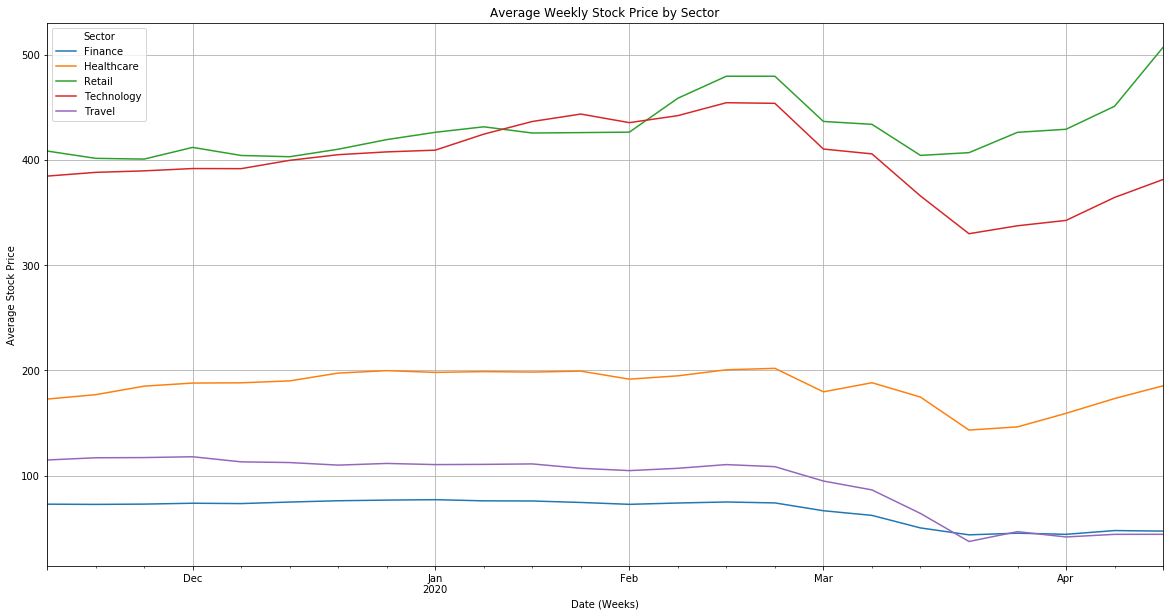 Average Weekly Stock Price by Sector
Sector
Finance
Healthcare
Retail
Technology
Travel
Average Stock Price
500
400
300
200
100
Dec
Jan
2020
Feb
Mar
Apr
Date (Weeks)